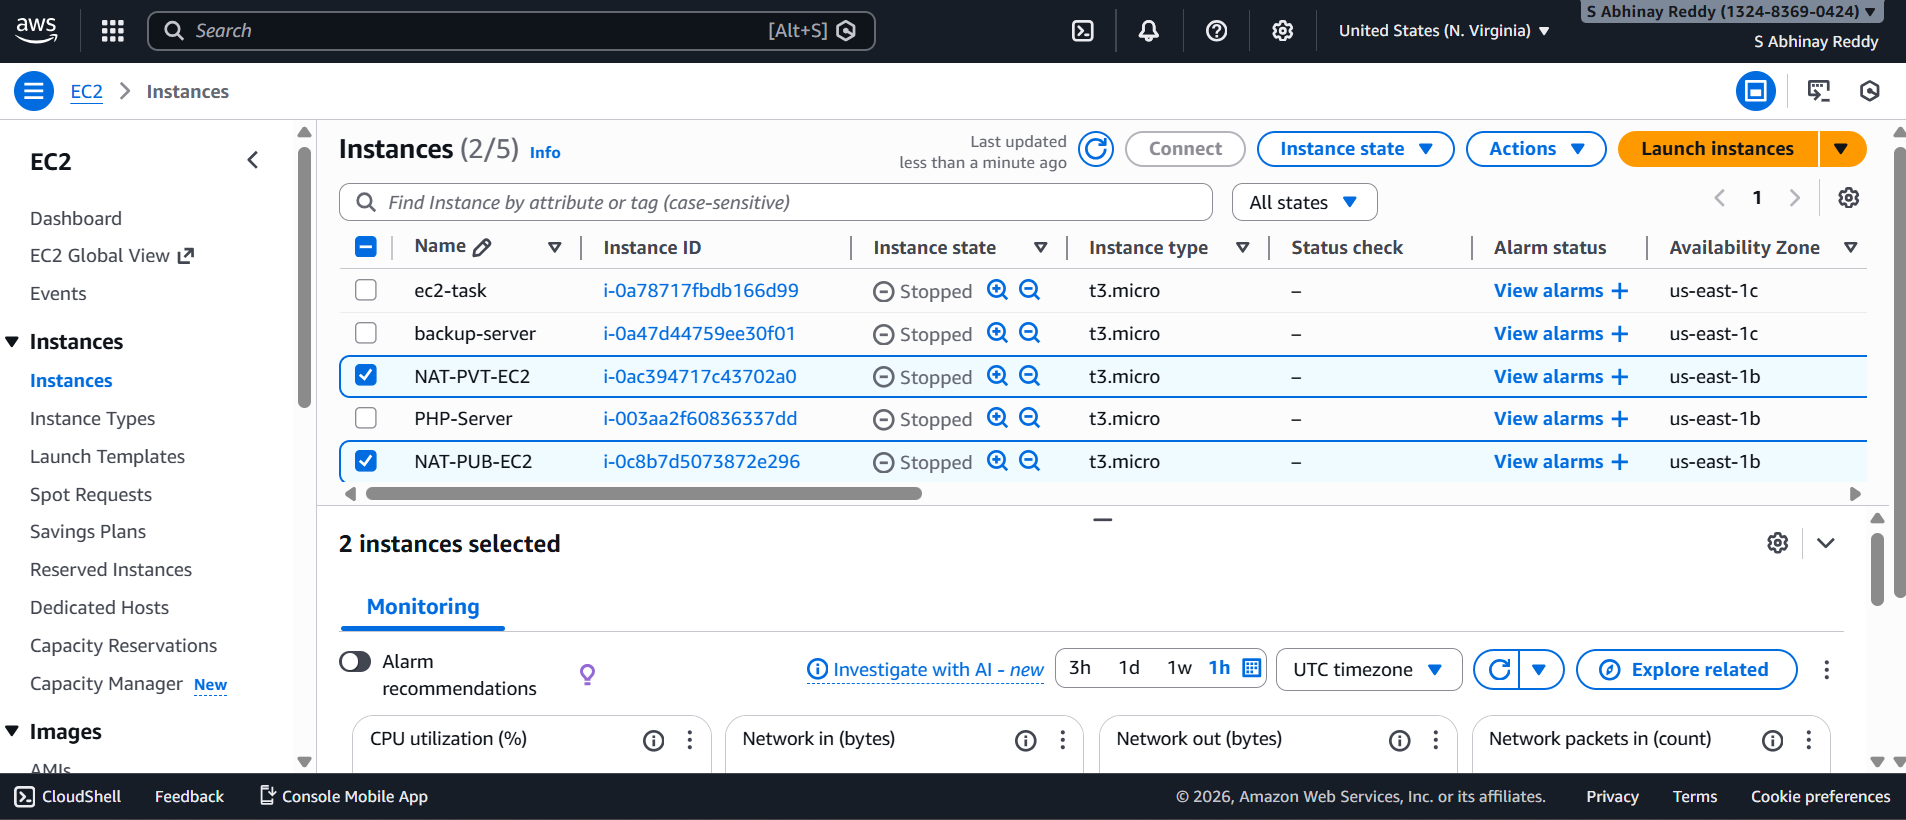 aws
Search [Alt+S]
United States (N. Virginia)
S Abhinay Reddy (1324-8369-0424)
S Abhinay Reddy
EC2 > Instances
EC2
Dashboard
EC2 Global View
Events
Instances
Instances
Instance Types
Launch Templates
Spot Requests
Savings Plans
Reserved Instances
Dedicated Hosts
Capacity Reservations
Capacity Manager New
Images
AMIs
Instances (2/5) Info
Last updated
less than a minute ago
Connect
Instance state
Actions
Launch instances
Find Instance by attribute or tag (case-sensitive)
All states
1
Name Instance ID Instance state Instance type Status check Alarm status Availability Zone
ec2-task i-0a78717fbdb166d99 Stopped t3.micro – View alarms + us-east-1c
backup-server i-0a47d44759ee30f01 Stopped t3.micro – View alarms + us-east-1c
NAT-PVT-EC2 i-0ac394717c43702a0 Stopped t3.micro – View alarms + us-east-1b
PHP-Server i-003aa2f60836337dd Stopped t3.micro – View alarms + us-east-1b
NAT-PUB-EC2 i-0c8b7d5073872e296 Stopped t3.micro – View alarms + us-east-1b
2 instances selected
Monitoring
Alarm
recommendations
Investigate with AI - new
3h 1d 1w 1h
UTC timezone
Explore related
CPU utilization (%)
Network in (bytes)
Network out (bytes)
Network packets in (count)
CloudShell Feedback Console Mobile App
© 2026, Amazon Web Services, Inc. or its affiliates. Privacy Terms Cookie preferences